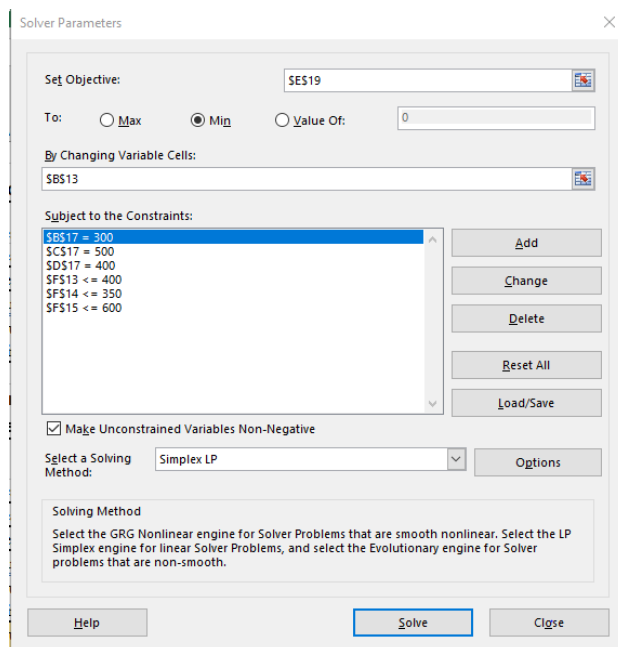 Solver Parameters
Set Objective:
$E$19
To:
Max
Min
Value Of:
0
By Changing Variable Cells:
$B$13
Subject to the Constraints:
$B$17 = 300
$C$17 = 500
$D$17 = 400
$F$13 <= 400
$F$14 <= 350
$F$15 <= 600
Add
Change
Delete
Reset All
Load/Save
Make Unconstrained Variables Non-Negative
Select a Solving
Method:
Simplex LP
Options
Solving Method
Select the GRG Nonlinear engine for Solver Problems that are smooth nonlinear. Select the LP
Simplex engine for linear Solver Problems, and select the Evolutionary engine for Solver
problems that are non-smooth.
Help
Solve
Close